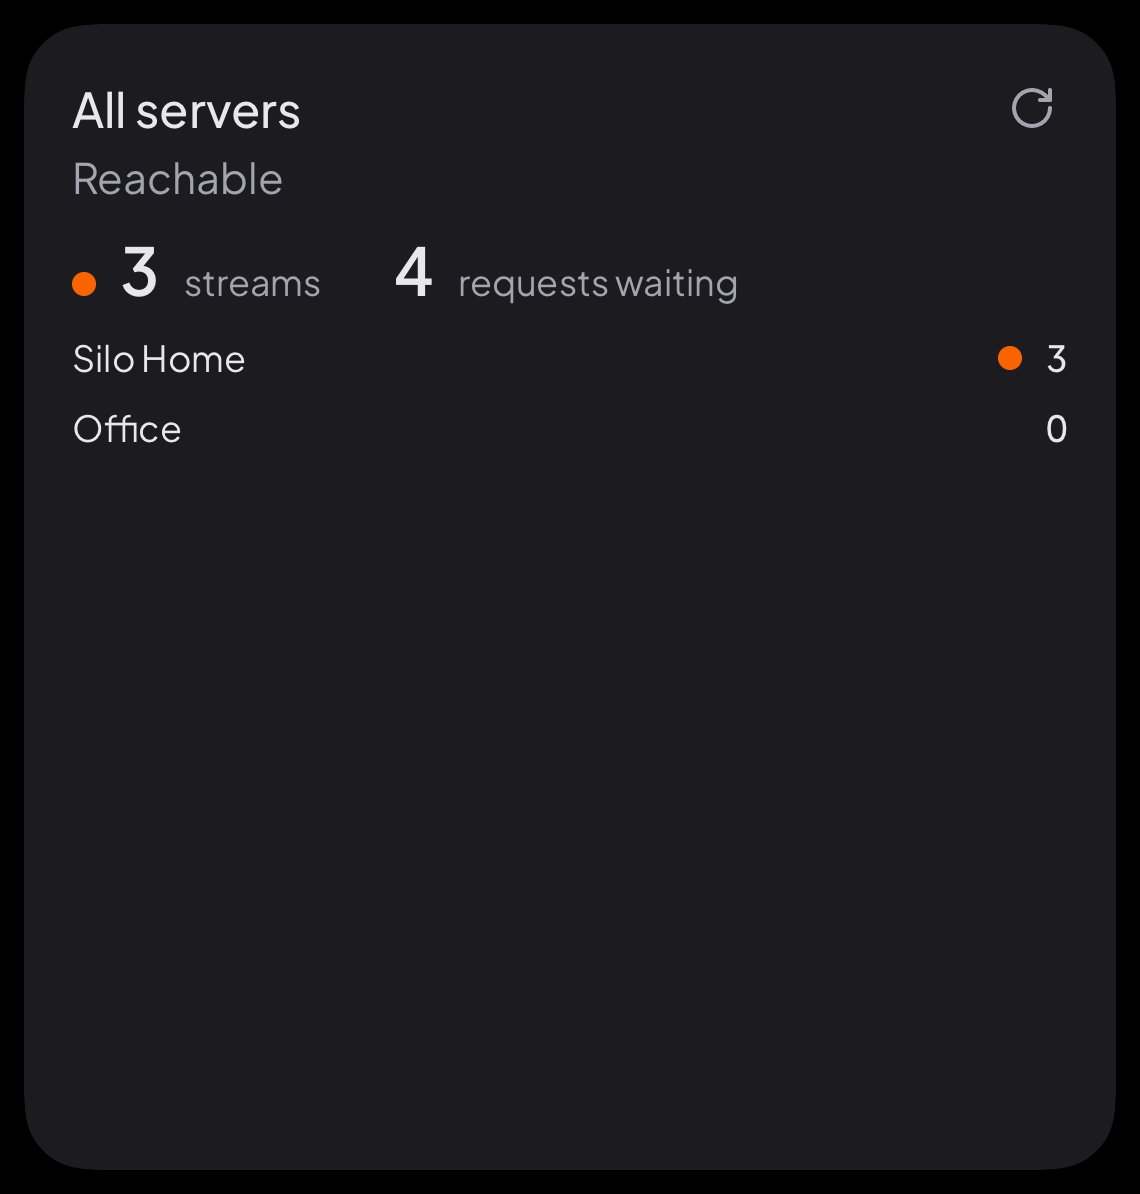 All servers
Reachable
3 streams 4 requests waiting
Silo Home 3
Office 0